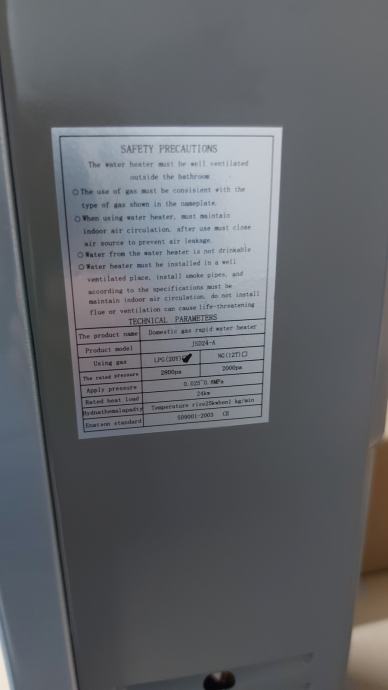 SAFETY PRECAUTIONS
The water heater must be well ventilated
outside the bathroom
○The use of gas must be consistent with the
type of gas shown in the nameplate.
○When using water heater, must maintain
indoor air circulation, after use must close
air source to prevent air leakage.
○Water from the water heater is not drinkable
○Water heater must be installed in a well
ventilated place, install smoke pipes, and
according to the specifications must be
maintain indoor air circulation, do not install
flue or ventilation can cause life-threatening
TECHNICAL PARAMETERS
The product name Domestic gas rapid water heater
Product model JSD24-A
Using gas LPG(20Y)✔ NG(12T)□
The rated pressure 2800pa 2000pa
Apply pressure 0.025~0.8MPa
Rated heat load 24kw
Temperature kg/min
standard S09001-2003 CE